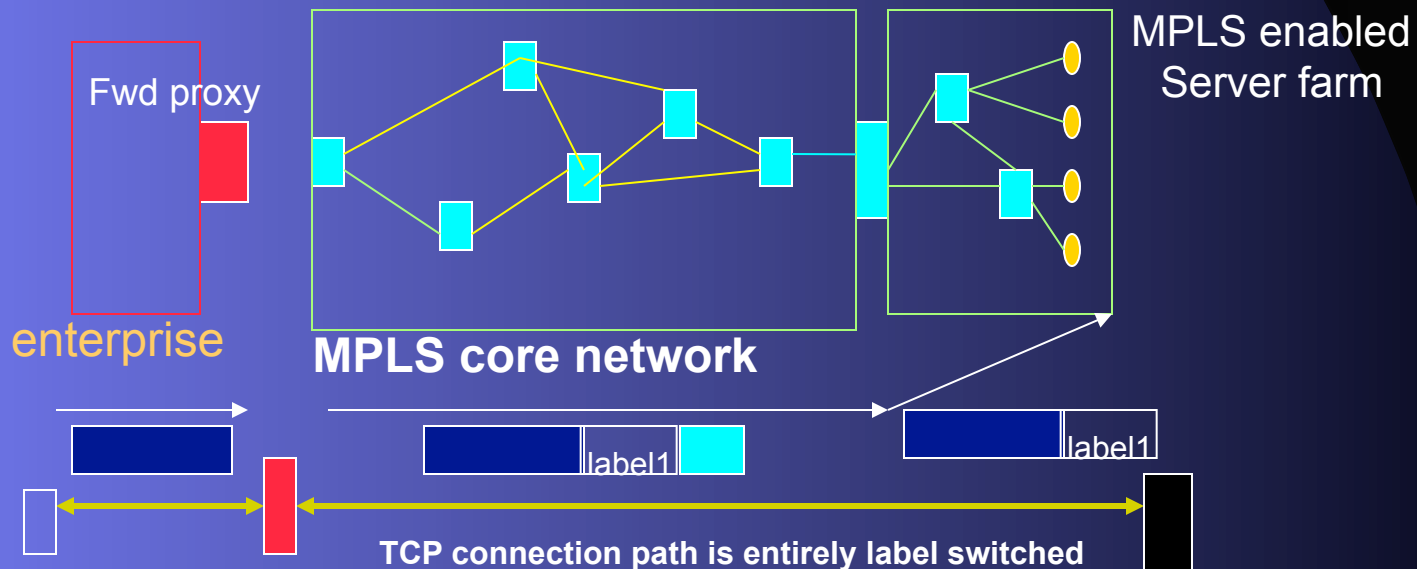 MPLS enabled
Server farm
Fwd proxy
enterprise
MPLS core network
label1
label1
TCP connection path is entirely label switched